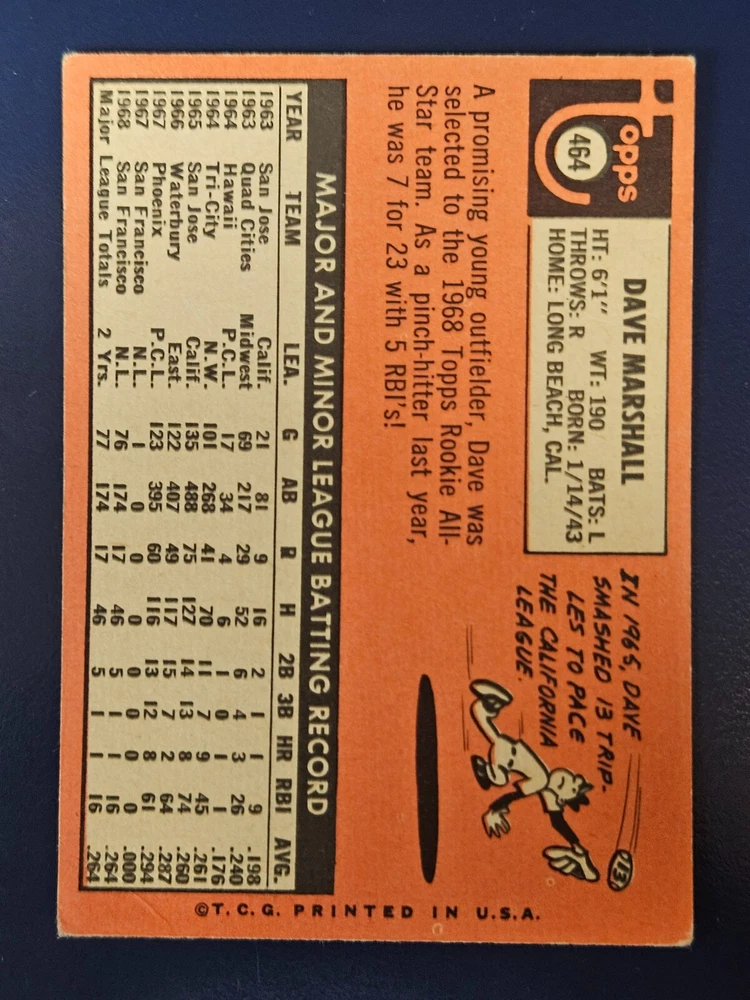 Topps
464
DAVE MARSHALL
HT: 6'1" WT: 190 BATS: L
THROWS: R BORN: 1/14/43
HOME: LONG BEACH, CAL.
A promising young outfielder, Dave was
selected to the 1968 Topps Rookie All-
Star team. As a pinch-hitter last year,
he was 7 for 23 with 5 RBI's!
IN 1965, DAVE
SMASHED 13 TRIP-
LES TO PACE
THE CALIFORNIA
LEAGUE.
13
MAJOR AND MINOR LEAGUE BATTING RECORD
YEAR TEAM LEA. G AB R H 2B 3B HR RBI AVG.
1963 San Jose Calif. 21 81 9 16 2 1 1 9 .198
1963 Quad Cities Midwest 69 217 29 52 6 4 3 26 .240
1964 Hawaii P.C.L. 17 34 4 6 1 0 1 1 .176
1964 Tri-City N.W. 101 268 41 70 11 7 9 45 .261
1965 San Jose Calif. 135 488 75 127 14 13 8 74 .260
1966 Waterbury East. 122 407 49 117 15 7 2 64 .287
1967 Phoenix P.C.L. 123 395 60 116 13 12 8 61 .294
1967 San Francisco N.L. 1 0 0 0 0 0 0 0 .000
1968 San Francisco N.L. 76 174 17 46 5 1 1 16 .264
Major League Totals 2 Yrs. 77 174 17 46 5 1 1 16 .264
©T.C.G. PRINTED IN U.S.A.